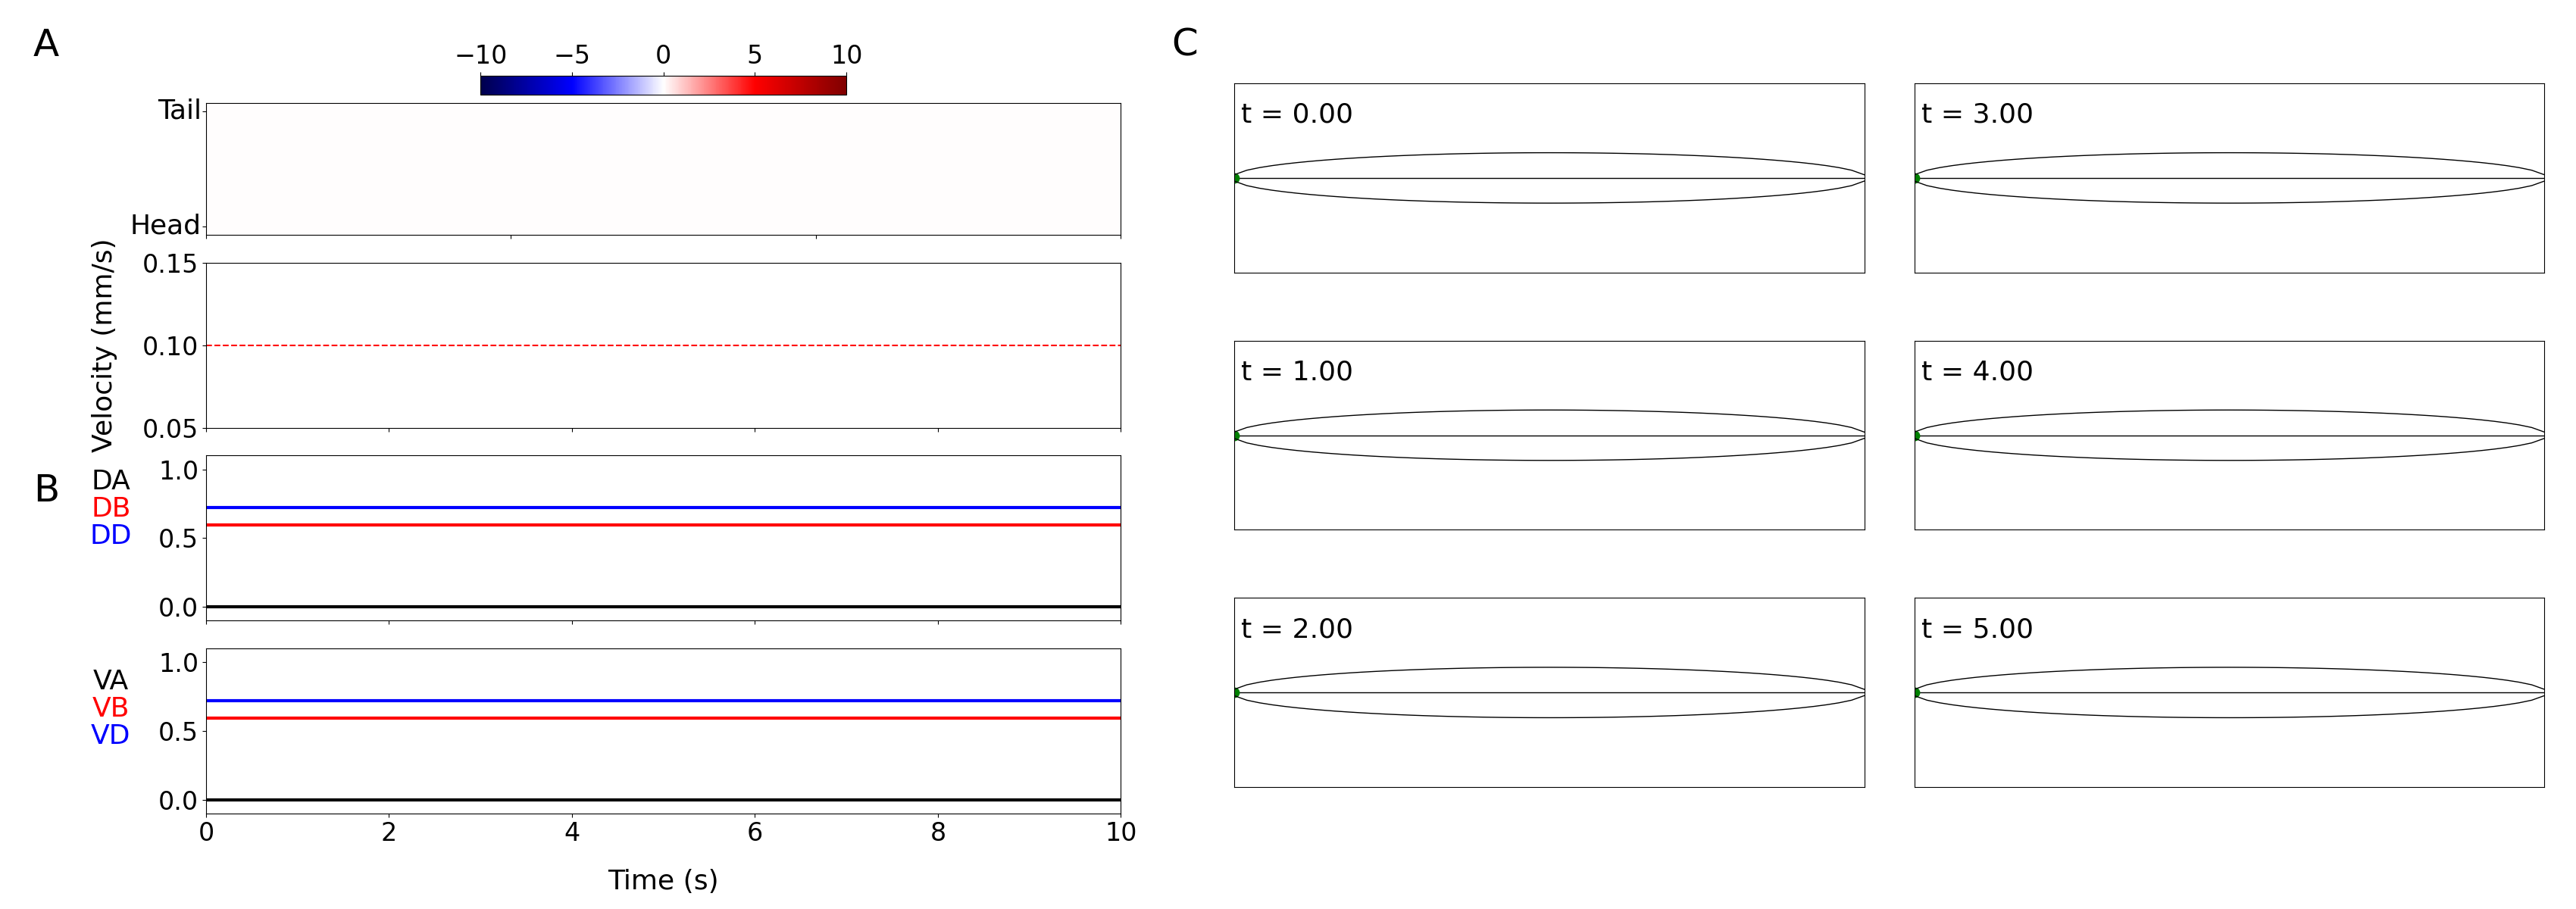 A
−10 −5 0 5 10
Tail
Head
Velocity (mm/s)
0.15
0.10
0.05
B
DA
DB
DD
1.0
0.5
0.0
VA
VB
VD
1.0
0.5
0.0
0 2 4 6 8 10
Time (s)
C
t = 0.00
t = 3.00
t = 1.00
t = 4.00
t = 2.00
t = 5.00